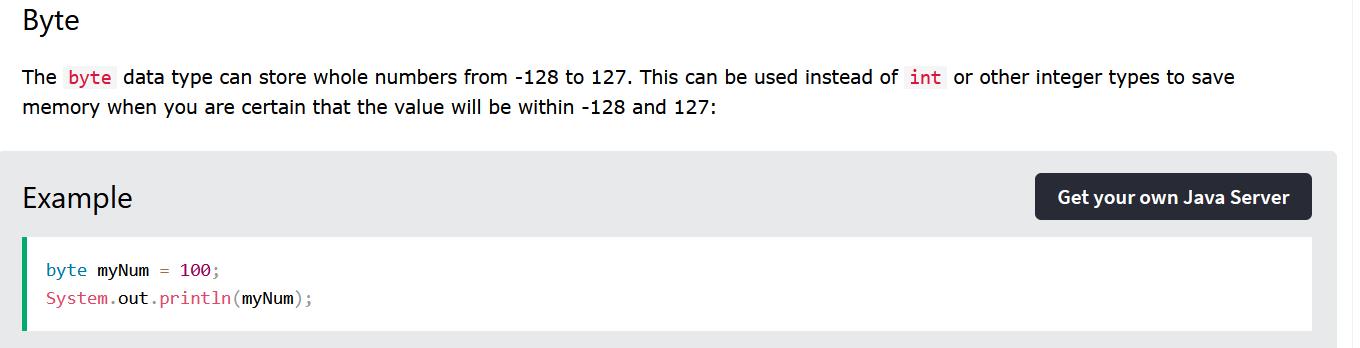 Byte
The byte data type can store whole numbers from -128 to 127. This can be used instead of int or other integer types to save
memory when you are certain that the value will be within -128 and 127:
Example
Get your own Java Server
byte myNum = 100;
System.out.println(myNum);